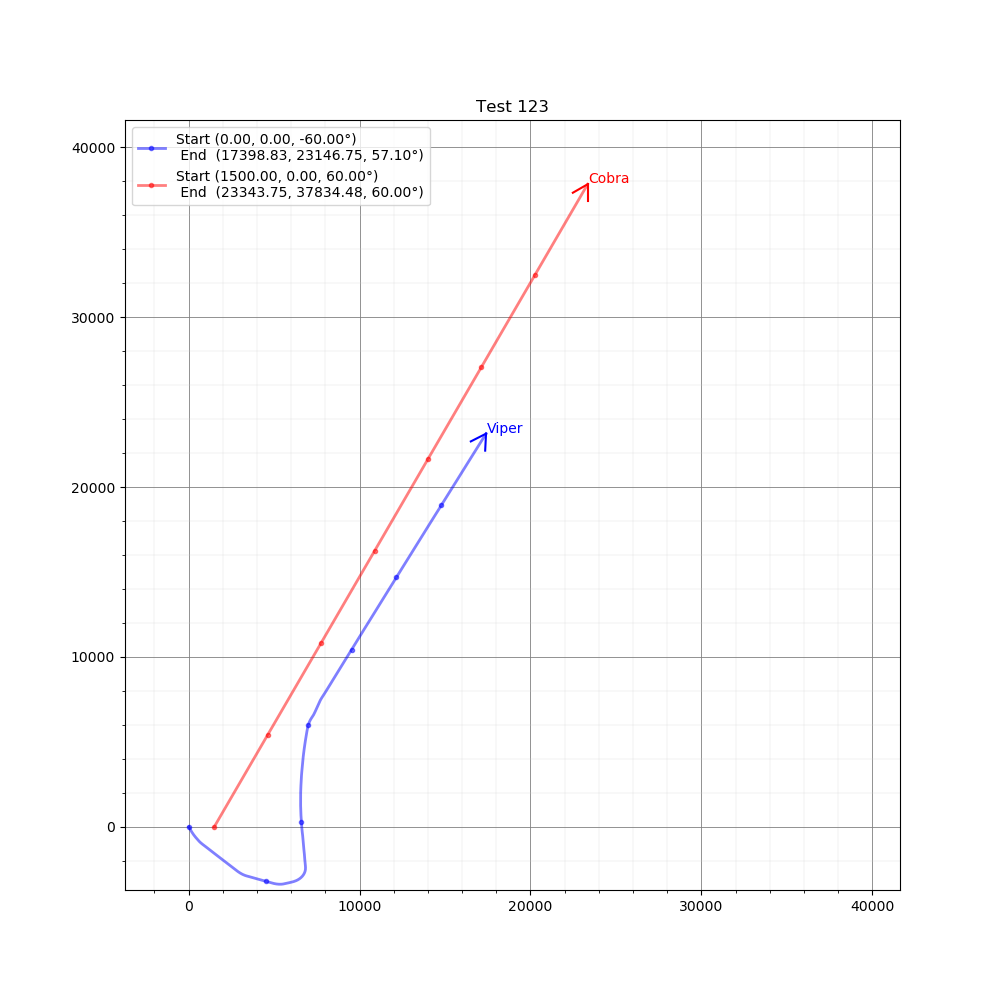 Test 123
Start (0.00, 0.00, -60.00°)
End (17398.83, 23146.75, 57.10°)
Start (1500.00, 0.00, 60.00°)
End (23343.75, 37834.48, 60.00°)
40000
Cobra
30000
Viper
20000
10000
0
0 10000 20000 30000 40000